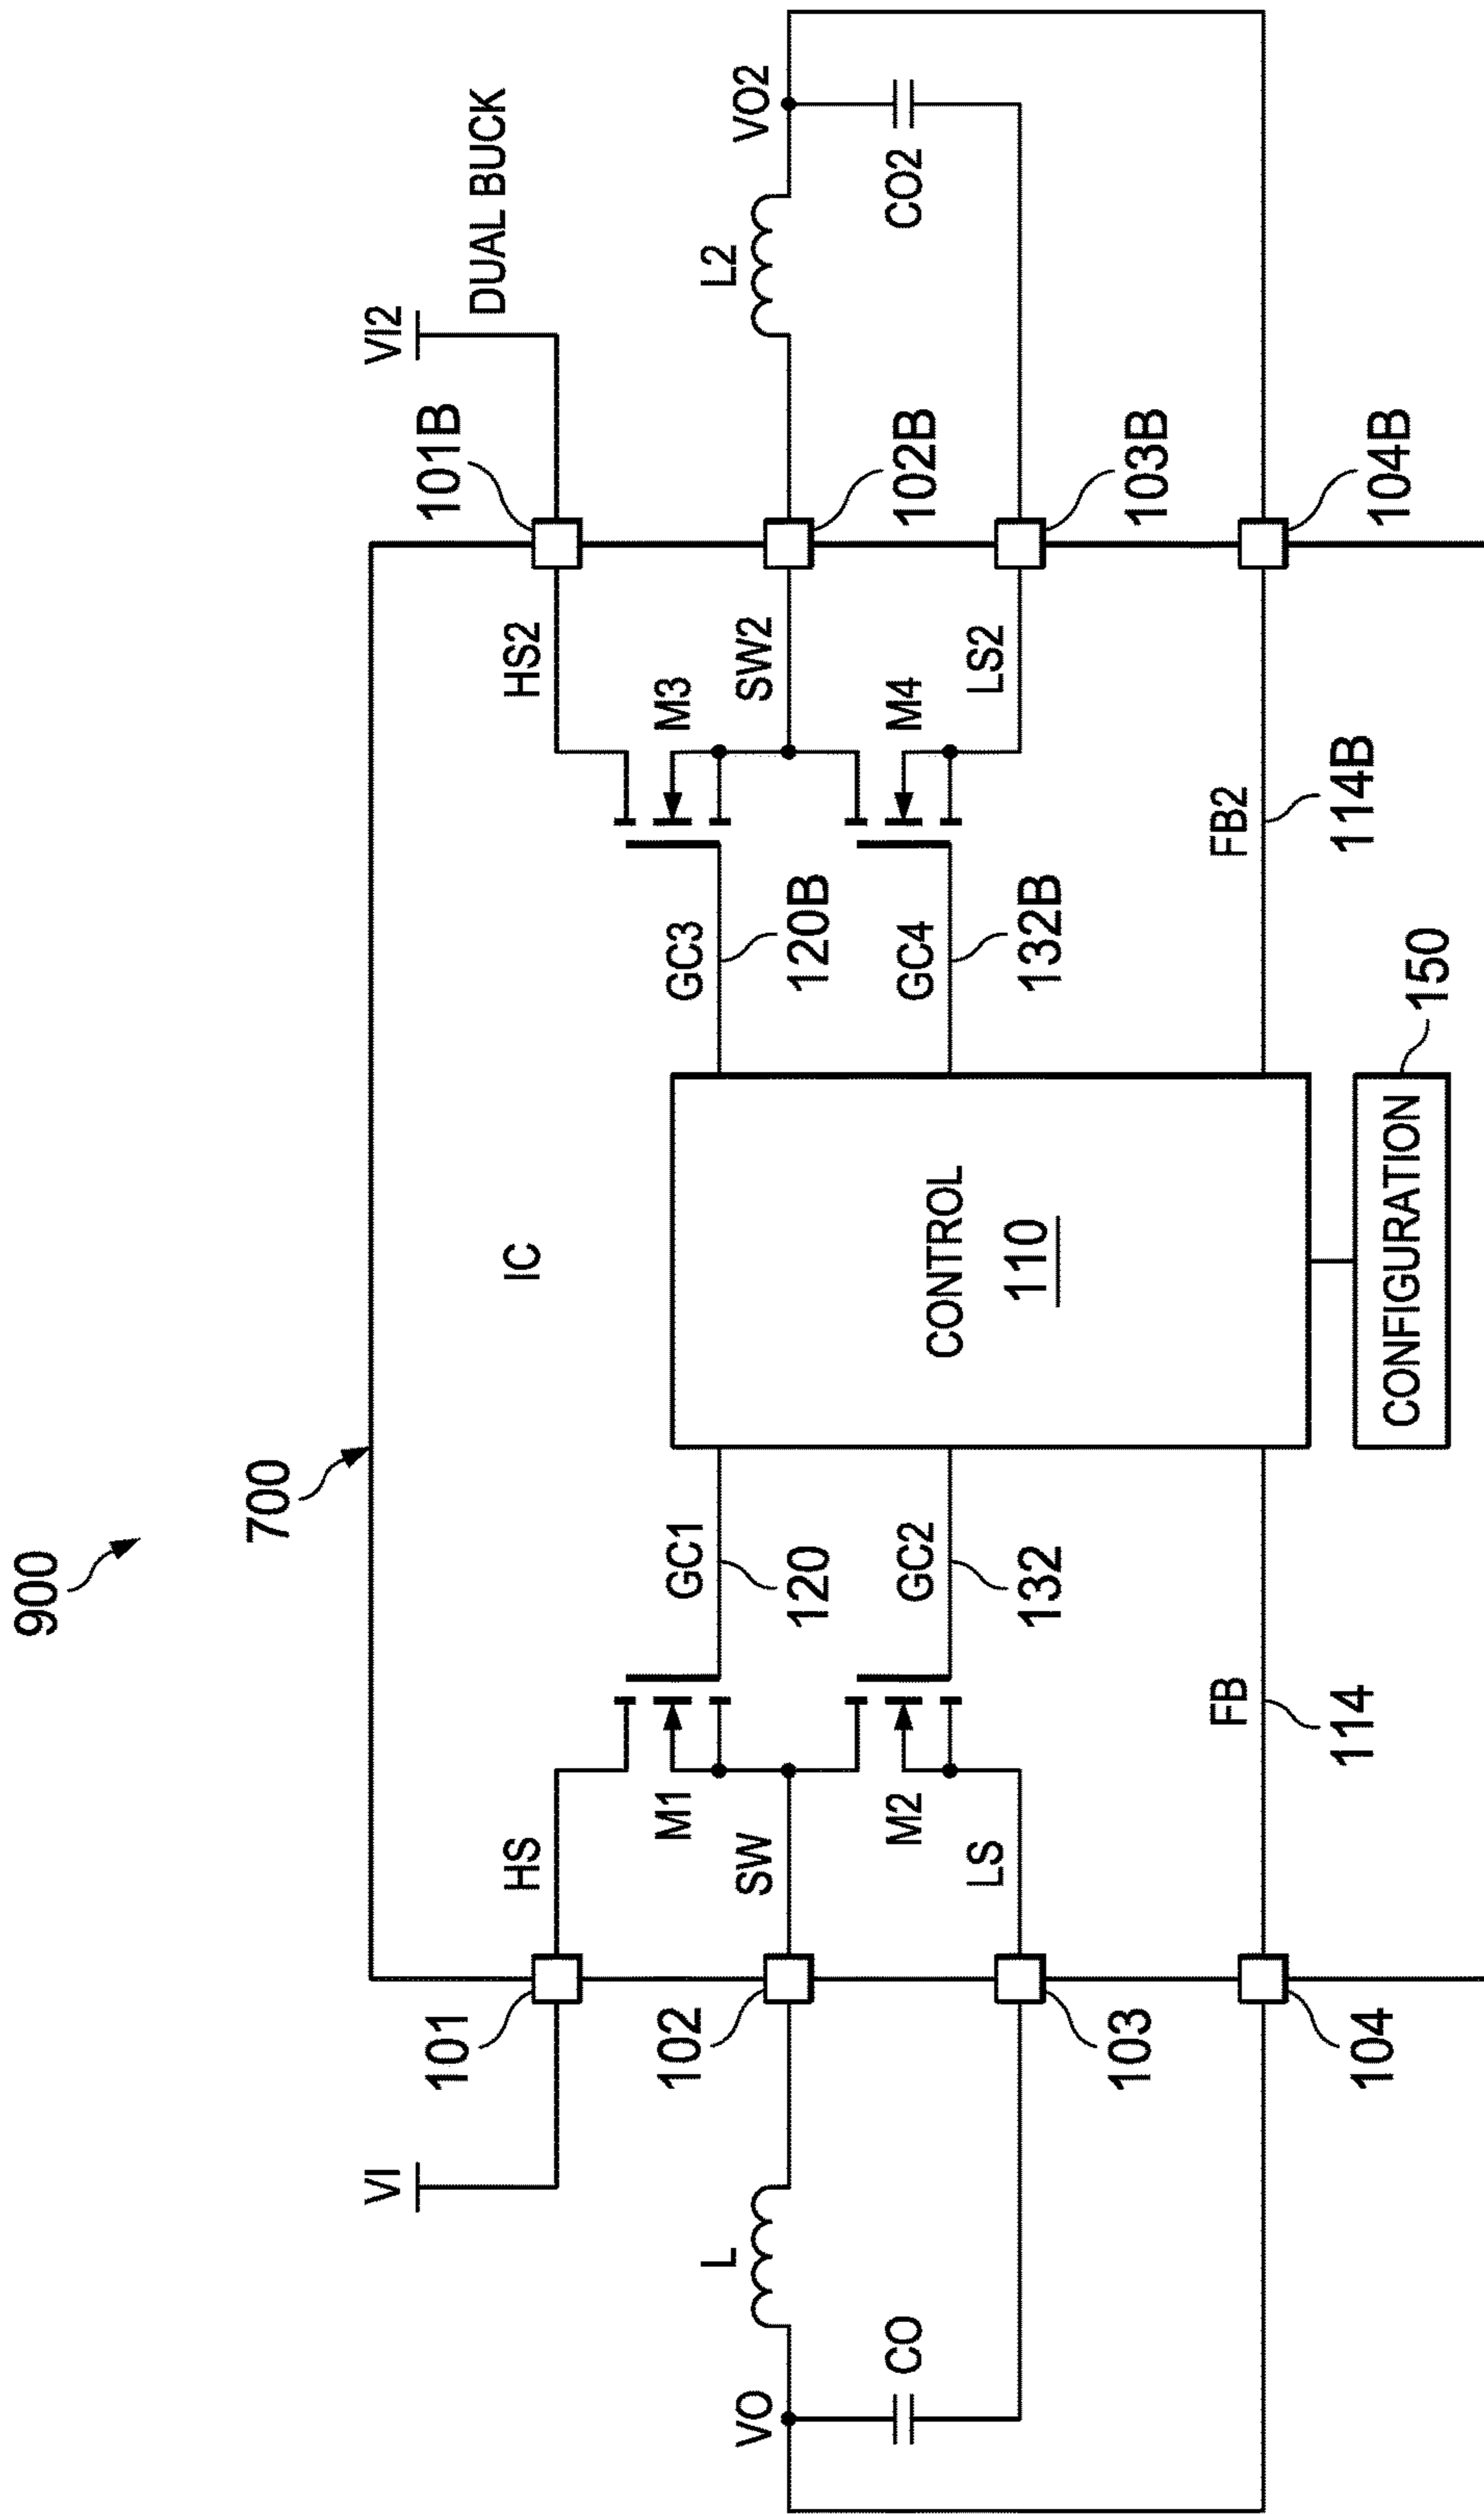 900
700
DUAL BUCK
VI
VI2
101
101B
HS
IC
HS2
102
M1
GC1
GC3
M3
L
SW
120
120B
SW2
L2
VO
VO2
102B
CO
M2
GC2
CONTROL
GC4
M4
CO2
LS
132
110
132B
LS2
103
103B
FB
FB2
114
114B
104
104B
CONFIGURATION
150